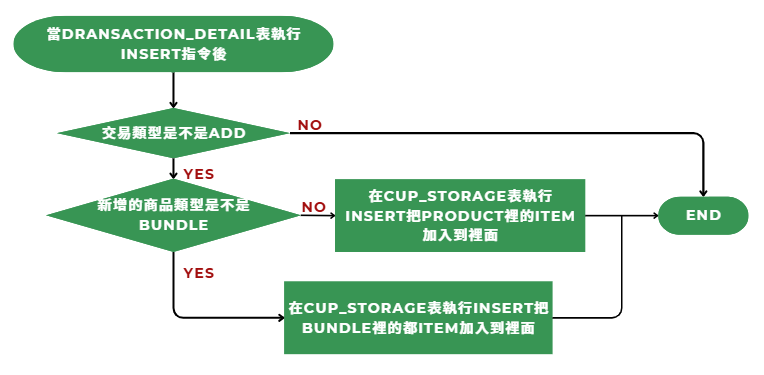 當DRANSACTION_DETAIL表執行
INSERT指令後
交易類型是不是ADD
NO
YES
新增的商品類型是不是
BUNDLE
NO
在CUP_STORAGE表執行
INSERT把PRODUCT裡的ITEM
加入到裡面
END
YES
在CUP_STORAGE表執行INSERT把
BUNDLE裡的都ITEM加入到裡面